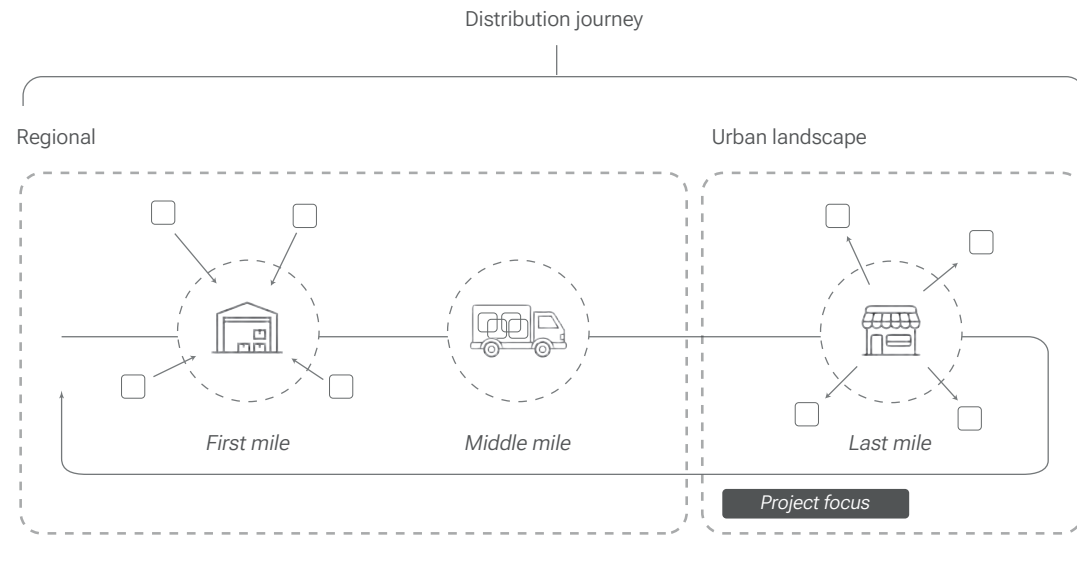 Distribution journey
Regional
Urban landscape
First mile
Middle mile
Last mile
Project focus